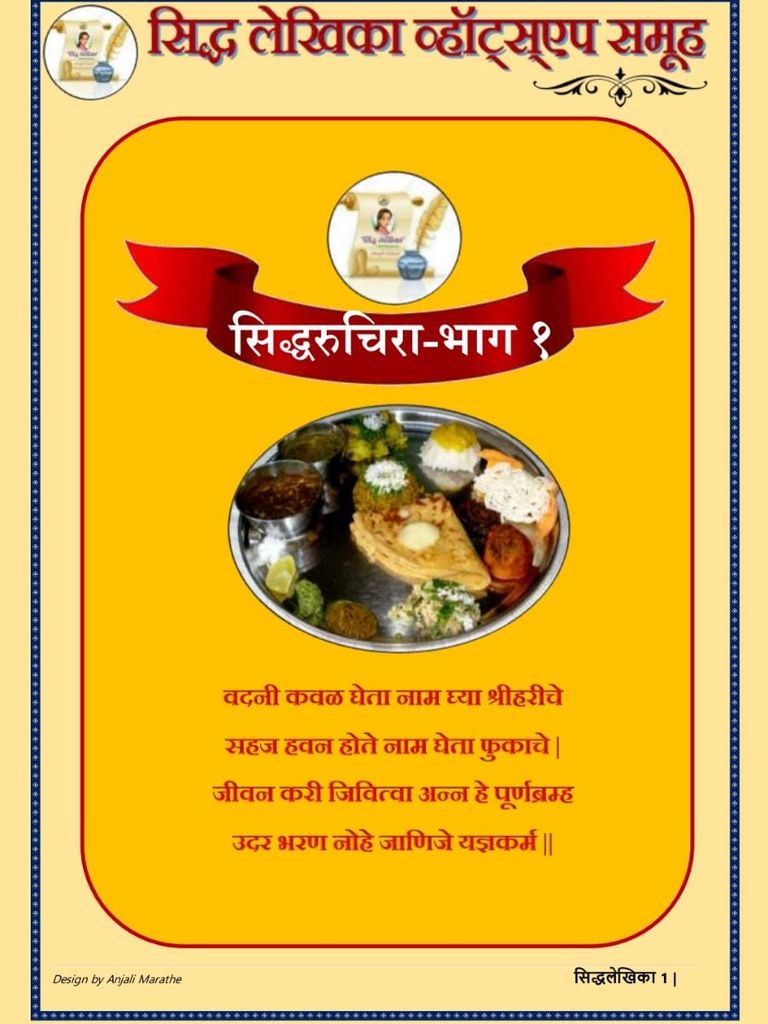 सिद्ध लेखिका व्हॉट्स्एप समूह
सिद्धरुचिरा-भाग १
वदनी कवळ घेता नाम घ्या श्रीहरीचे
सहज हवन होते नाम घेता फुकाचे |
जीवन करी जिवित्वा अन्न हे पूर्णब्रम्ह
उदर भरण नोहे जाणिजे यज्ञकर्म ||
Design by Anjali Marathe
सिद्धलेखिका 1 |